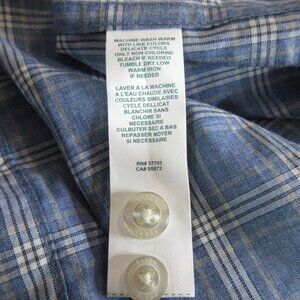 MACHINE WASH WARM
WITH LIKE COLORS
DELICATE CYCLE
ONLY NON-CHLORINE
BLEACH IF NEEDED
TUMBLE DRY LOW
WARM IRON
IF NEEDED
LAVER A LA MACHINE
A L'EAU CHAUDE AVEC
COULEURS SIMILAIRES
CYCLE DELICAT
BLANCHIR SANS
CHLORE SI
NECESSAIRE
CULBUTER SEC A BAS
REPASSER MOYEN
SI NECESSAIRE
RN# 37763
CA# 55972